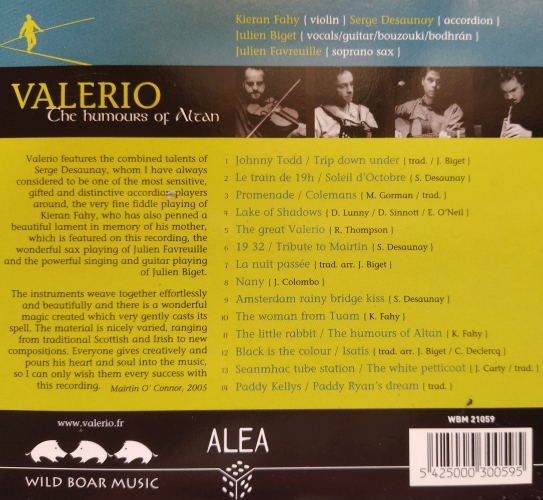 Kieran Fahy { violin } Serge Desaunay { accordion }
Julien Biget { vocals/guitar/bouzouki/bodhrán }
Julien Favreuille { soprano sax }
VALERIO
The humours of Altan
Valerio features the combined talents of
Serge Desaunay, whom I have always
considered to be one of the most sensitive,
gifted and distinctive accordion players
around, the very fine fiddle playing of
Kieran Fahy, who has also penned a
beautiful lament in memory of his mother,
which is featured on this recording, the
wonderful sax playing of Julien Favreuille
and the powerful singing and guitar playing
of Julien Biget.
The instruments weave together effortlessly
and beautifully and there is a wonderful
magic created which very gently casts its
spell. The material is nicely varied, ranging
from traditional Scottish and Irish to new
compositions. Everyone gives creatively and
pours his heart and soul into the music,
so I can only wish them every success with
this recording. Mairtin O' Connor, 2005
1 Johnny Todd / Trip down under { trad. / J. Biget }
2 Le train de 19h / Soleil d'Octobre { S. Desaunay }
3 Promenade / Colemans { M. Gorman / trad. }
4 Lake of Shadows { D. Lunny / D. Sinnott / E. O'Neil }
5 The great Valerio { R. Thompson }
6 19 32 / Tribute to Mairtin { S. Desaunay }
7 La nuit passée { trad. arr. J. Biget }
8 Nany { J. Colombo }
9 Amsterdam rainy bridge kiss { S. Desaunay }
10 The woman from Tuam { K. Fahy }
11 The little rabbit / The humours of Altan { K. Fahy }
12 Black is the colour / Isatis { trad. arr. J. Biget / C. Declercq }
13 Seanmhac tube station / The white petticoat { J. Carty / trad. }
14 Paddy Kellys / Paddy Ryan's dream { trad. }
www.valerio.fr
WILD BOAR MUSIC
ALEA
WBM 21059
5 425000 300595